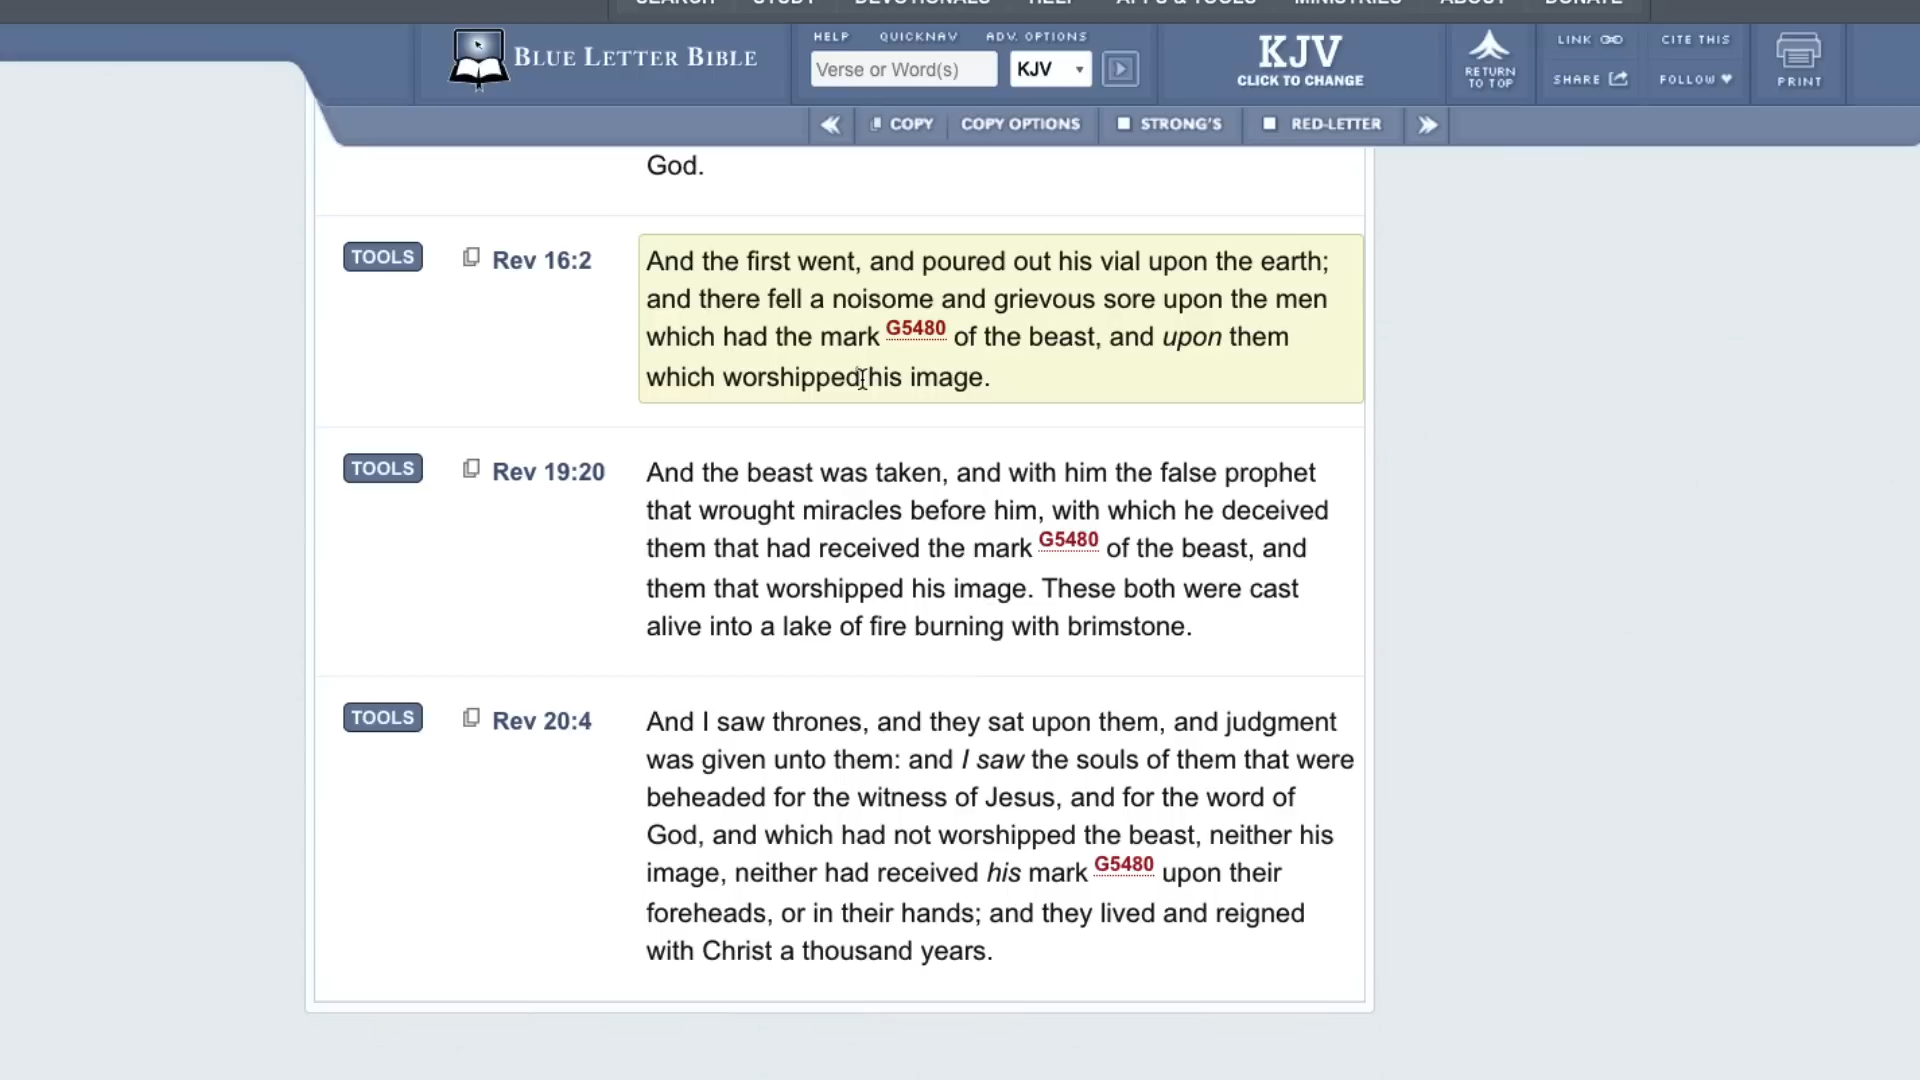 SEARCH STUDY DEVOTIONALS HELP APPS & TOOLS MINISTRIES ABOUT DONATE
BLUE LETTER BIBLE
HELP QUICKNAV ADV. OPTIONS
Verse or Word(s) KJV
KJV
CLICK TO CHANGE
RETURN
TO TOP
LINK CITE THIS
SHARE FOLLOW
PRINT
COPY COPY OPTIONS STRONG'S RED-LETTER
God.
TOOLS Rev 16:2
And the first went, and poured out his vial upon the earth;
and there fell a noisome and grievous sore upon the men
which had the mark G5480 of the beast, and upon them
which worshipped his image.
TOOLS Rev 19:20
And the beast was taken, and with him the false prophet
that wrought miracles before him, with which he deceived
them that had received the mark G5480 of the beast, and
them that worshipped his image. These both were cast
alive into a lake of fire burning with brimstone.
TOOLS Rev 20:4
And I saw thrones, and they sat upon them, and judgment
was given unto them: and I saw the souls of them that were
beheaded for the witness of Jesus, and for the word of
God, and which had not worshipped the beast, neither his
image, neither had received his mark G5480 upon their
foreheads, or in their hands; and they lived and reigned
with Christ a thousand years.